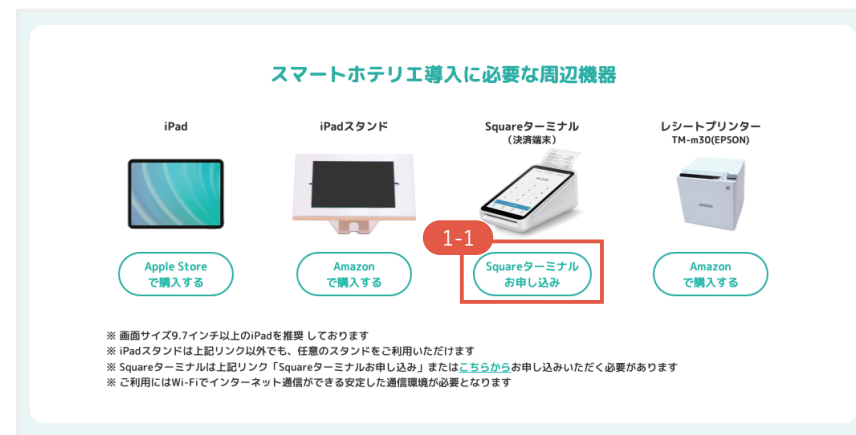 スマートホテリエ導入に必要な周辺機器
iPad
iPadスタンド
Squareターミナル
（決済端末）
レシートプリンター
TM-m30(EPSON)
EPSON
1-1
Apple Store
で購入する
Amazon
で購入する
Squareターミナル
お申し込み
Amazon
で購入する
※ 画面サイズ9.7インチ以上のiPadを推奨 しております
※ iPadスタンドは上記リンク以外でも、任意のスタンドをご利用いただけます
※ Squareターミナルは上記リンク「Squareターミナルお申し込み」またはこちらからお申し込みいただく必要があります
※ ご利用にはWi-Fiでインターネット通信ができる安定した通信環境が必要となります